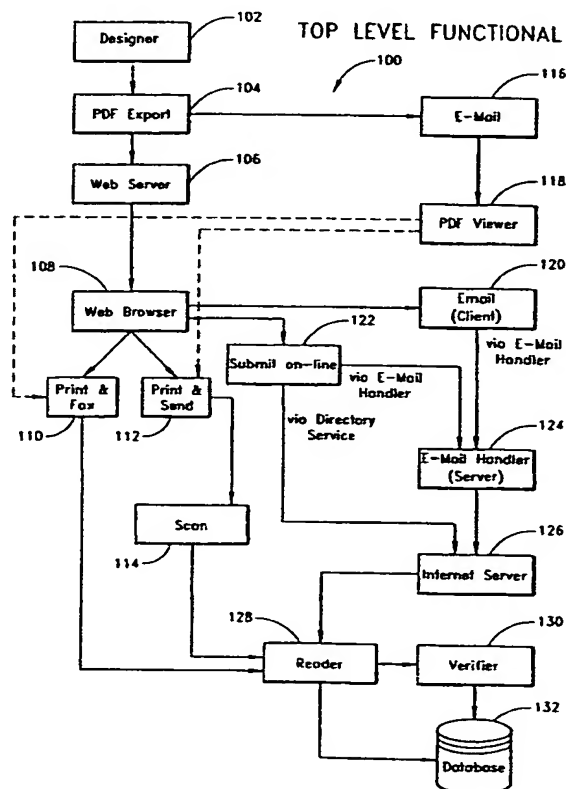 TOP LEVEL FUNCTIONAL
100
Designer
102
PDF Export
104
E-Mail
116
Web Server
106
PDF Viewer
118
108
Web Browser
Email
(Client)
120
122
Submit on-line
via E-Mail
Handler
via E-Mail
Handler
Print &
Fax
110
Print &
Send
112
via Directory
Service
E-Mail Handler
(Server)
124
Scan
114
Internet Server
126
128
Reader
Verifier
130
Database
132